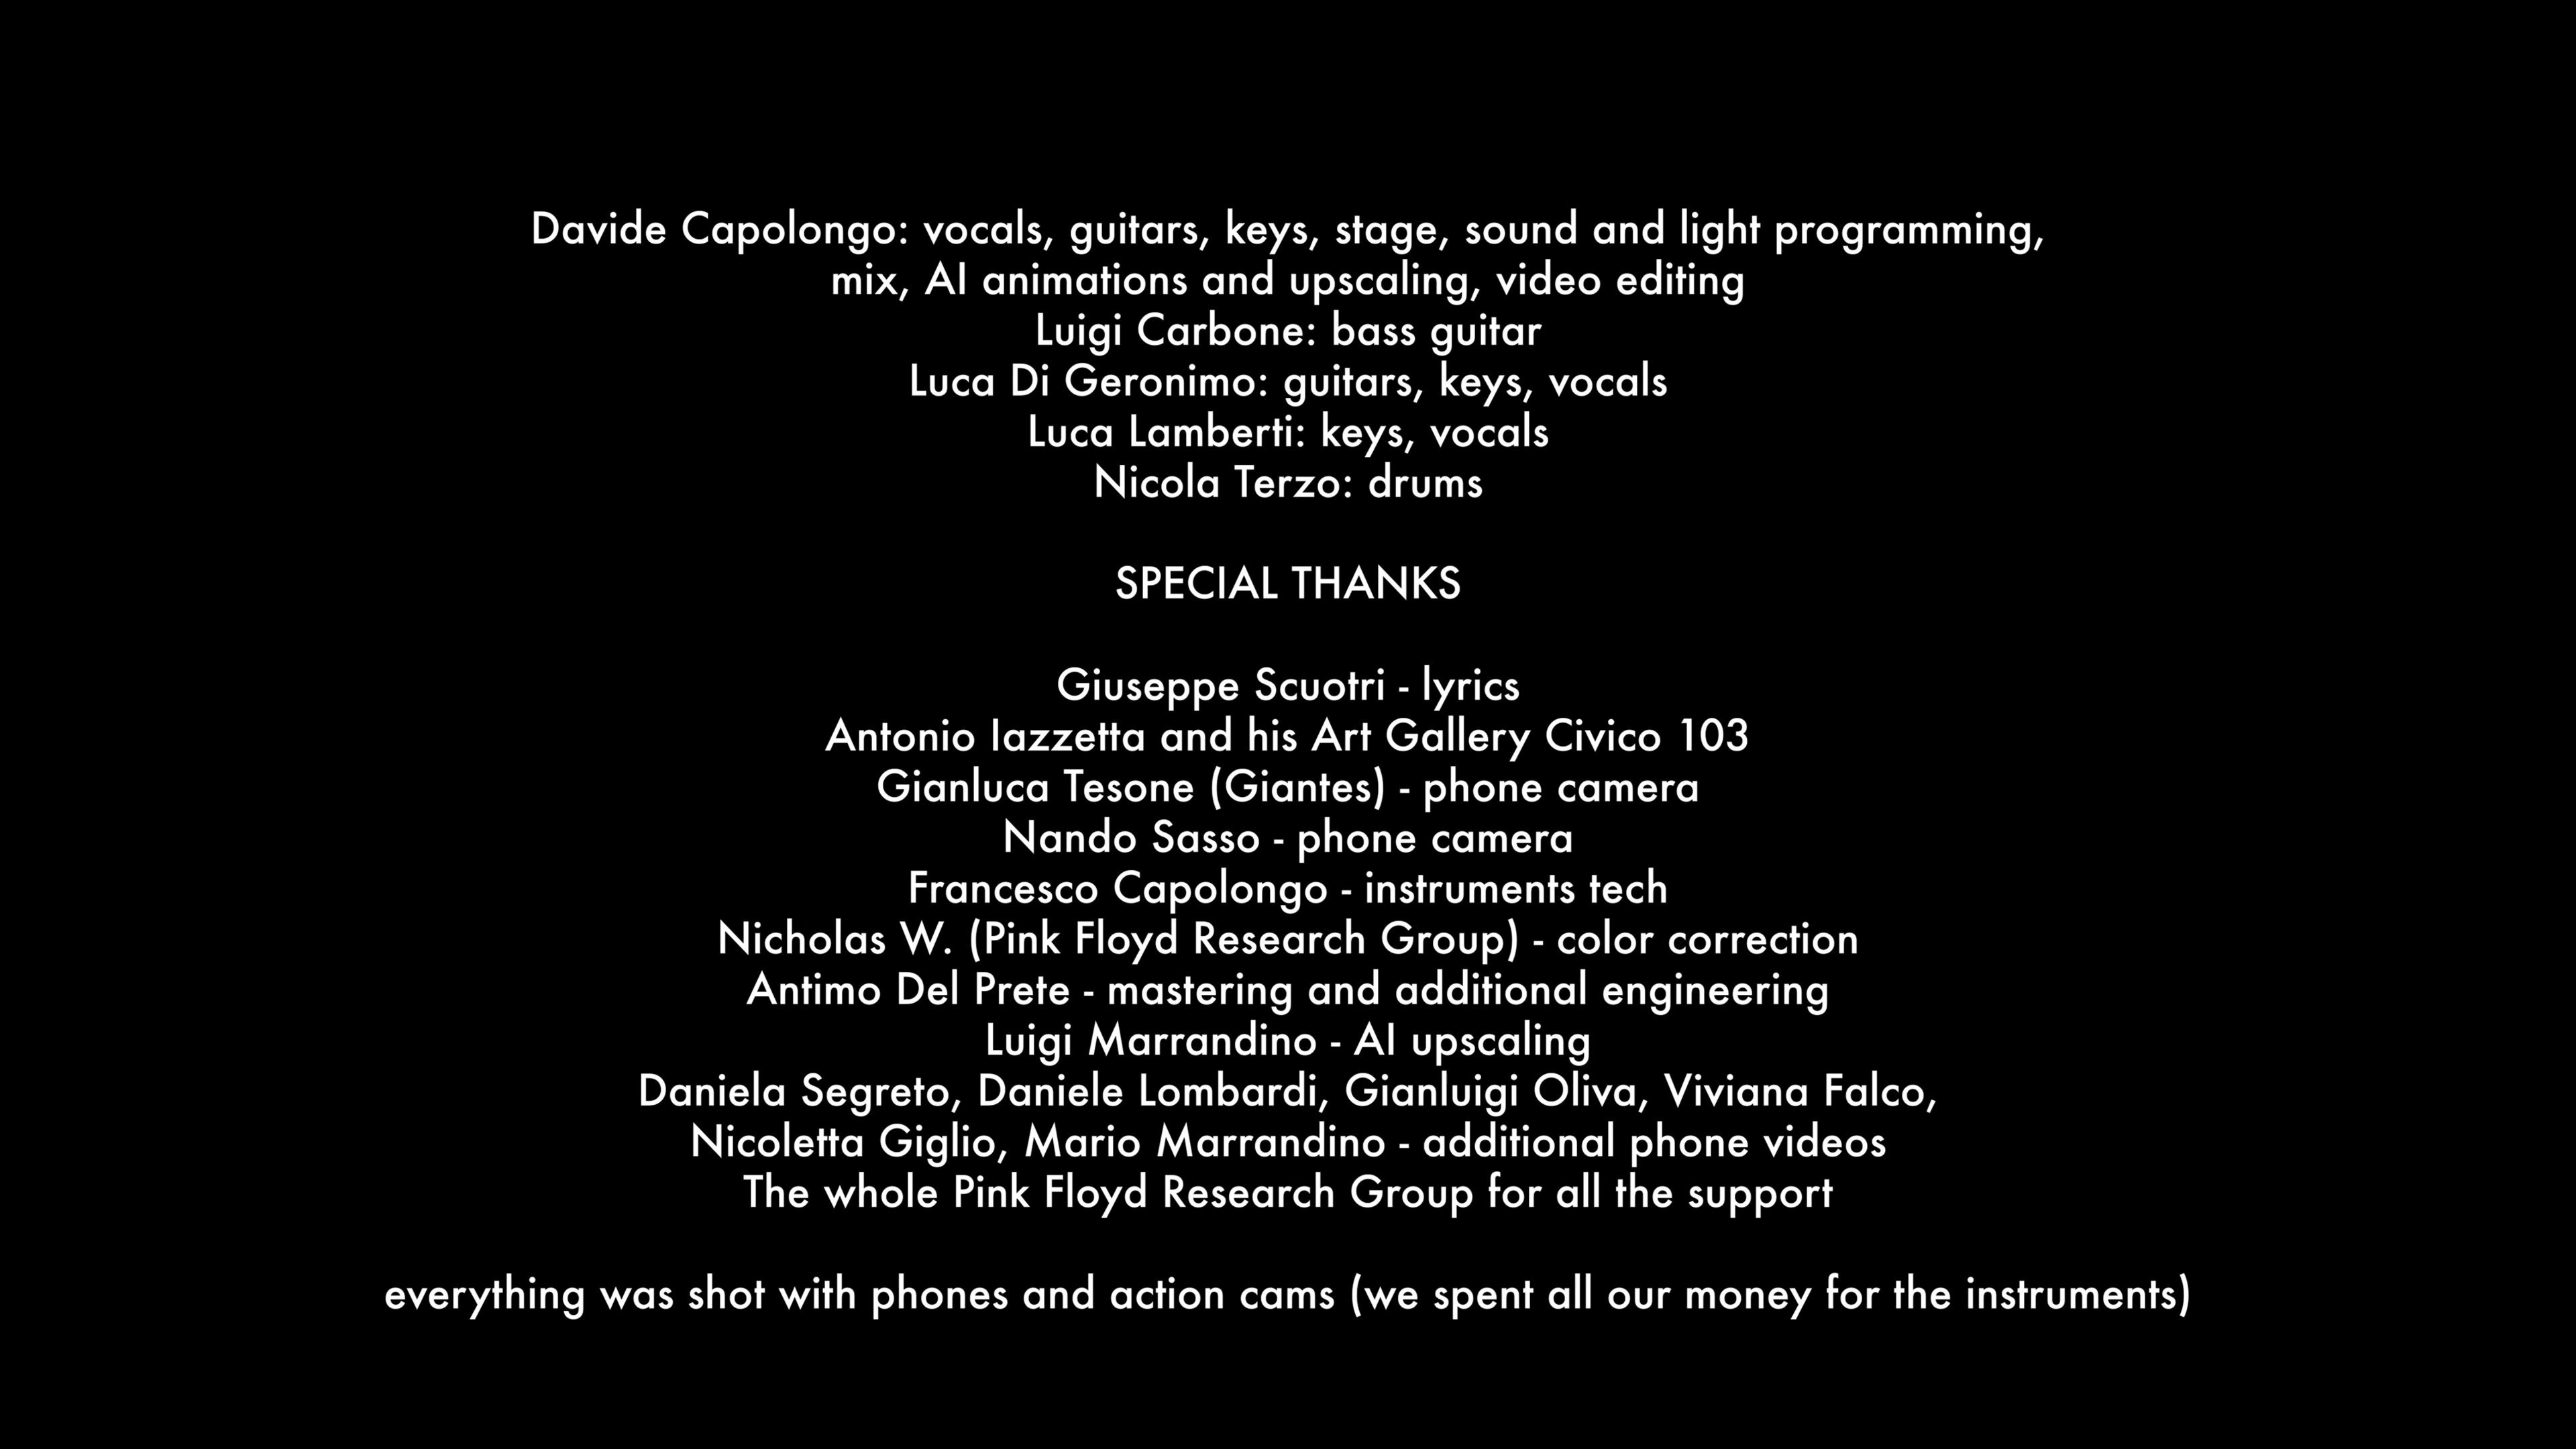 Davide Capolongo: vocals, guitars, keys, stage, sound and light programming,
mix, AI animations and upscaling, video editing
Luigi Carbone: bass guitar
Luca Di Geronimo: guitars, keys, vocals
Luca Lamberti: keys, vocals
Nicola Terzo: drums
SPECIAL THANKS
Giuseppe Scuotri - lyrics
Antonio Iazzetta and his Art Gallery Civico 103
Gianluca Tesone (Giantes) - phone camera
Nando Sasso - phone camera
Francesco Capolongo - instruments tech
Nicholas W. (Pink Floyd Research Group) - color correction
Antimo Del Prete - mastering and additional engineering
Luigi Marrandino - AI upscaling
Daniela Segreto, Daniele Lombardi, Gianluigi Oliva, Viviana Falco,
Nicoletta Giglio, Mario Marrandino - additional phone videos
The whole Pink Floyd Research Group for all the support
everything was shot with phones and action cams (we spent all our money for the instruments)